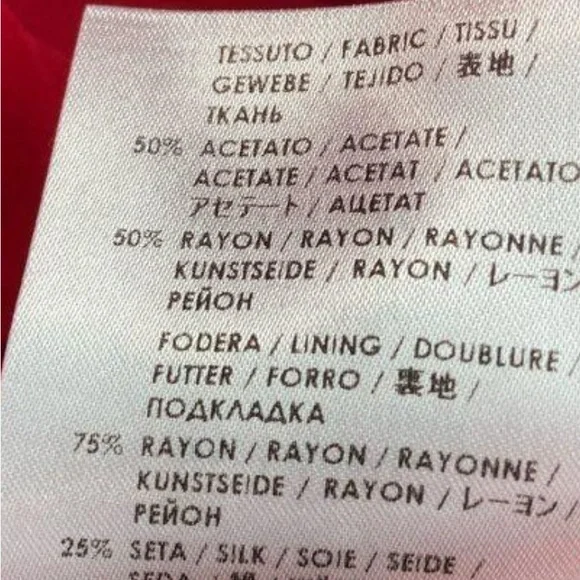 TESSUTO / FABRIC / TISSU /
GEWEBE / TEJIDO / 表地 /
ТКАНЬ
50% ACETATO / ACETATE /
ACETATE / ACETAT / ACETATO
アセテート / АЦЕТАТ
50% RAYON / RAYON / RAYONNE /
KUNSTSEIDE / RAYON / レーヨン
РЕЙОН
FODERA / LINING / DOUBLURE /
FUTTER / FORRO / 裏地 /
ПОДКЛАДКА
75% RAYON / RAYON / RAYONNE /
KUNSTSEIDE / RAYON / レーヨン /
РЕЙОН
25% SETA / SILK / SOIE / SEIDE /
SEDA /